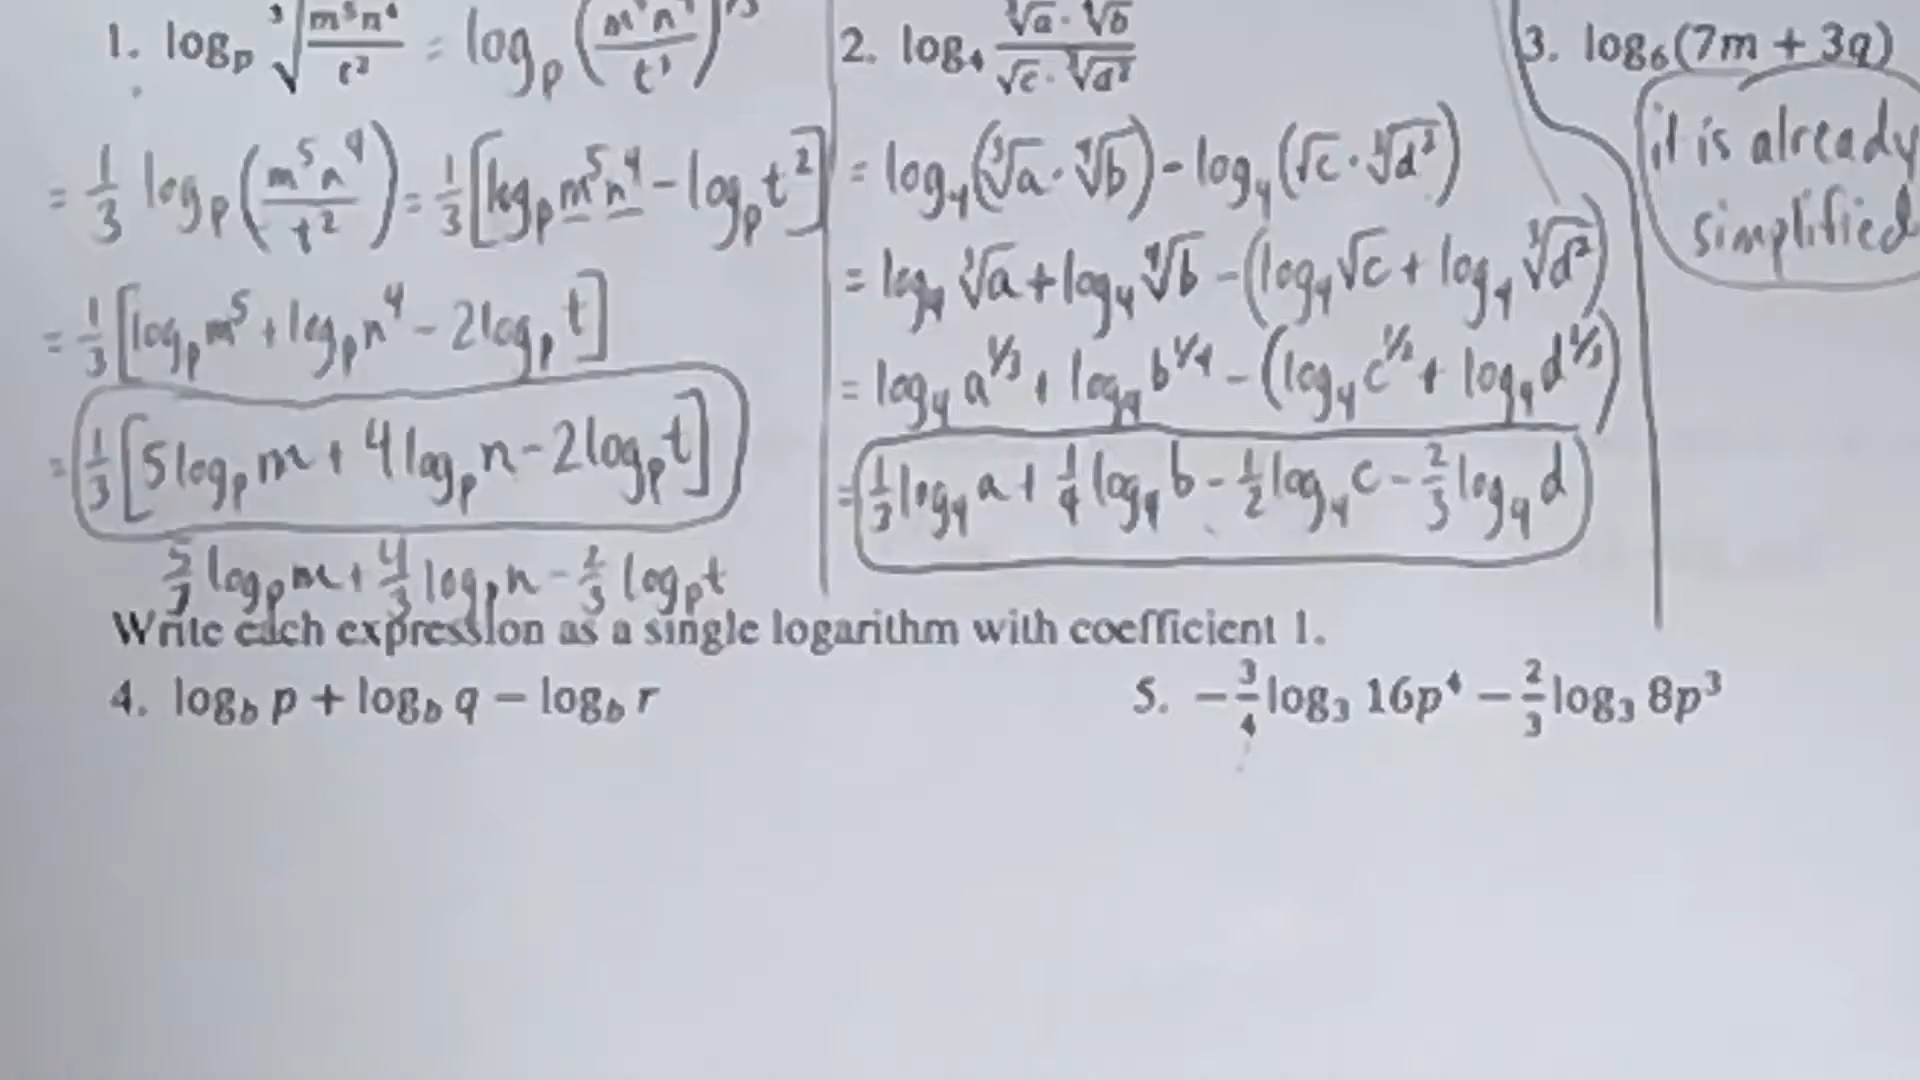 1. log_p ∛(m⁵n⁴/t²) = log_p (m⁵n⁴/t²)^1/3
= 1/3 log_p (m⁵n⁴/t²) = 1/3 [log_p m⁵n⁴ - log_p t²]
= 1/3 [log_p m⁵ + log_p n⁴ - 2log_p t]
= 1/3 [5log_p m + 4log_p n - 2log_p t]
5/3 log_p m + 4/3 log_p n - 2/3 log_p t
2. log₄ (∛a · ∜b)/(√c · ∛d²)
= log₄(∛a · ∜b) - log₄(√c · ∛d²)
= log₄ ∛a + log₄ ∜b - (log₄ √c + log₄ ∛d²)
= log₄ a^1/3 + log₄ b^1/4 - (log₄ c^1/2 + log₄ d^2/3)
= 1/3 log₄ a + 1/4 log₄ b - 1/2 log₄ c - 2/3 log₄ d
3. log₆(7m + 3q)
it is already
simplified
Write each expression as a single logarithm with coefficient 1.
4. log_b p + log_b q − log_b r
5. −3/4 log₃ 16p⁴ − 2/3 log₃ 8p³